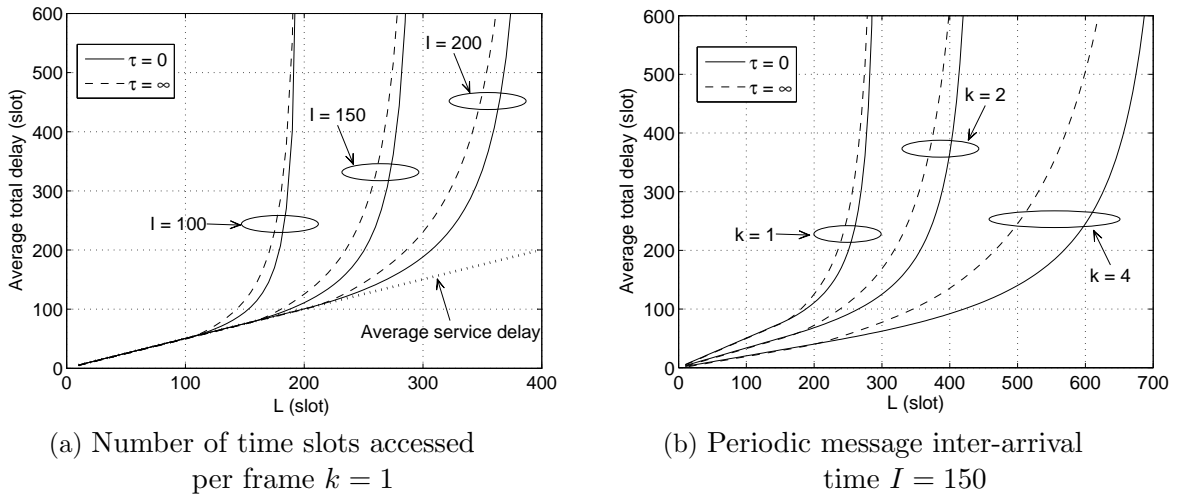 600
500
400
300
200
100
0
0
100
200
300
400
Average total delay (slot)
L (slot)
τ = 0
τ = ∞
I = 200
I = 150
I = 100
Average service delay
(a) Number of time slots accessed
per frame k = 1
600
500
400
300
200
100
0
0
100
200
300
400
500
600
700
Average total delay (slot)
L (slot)
τ = 0
τ = ∞
k = 2
k = 1
k = 4
(b) Periodic message inter-arrival
time I = 150